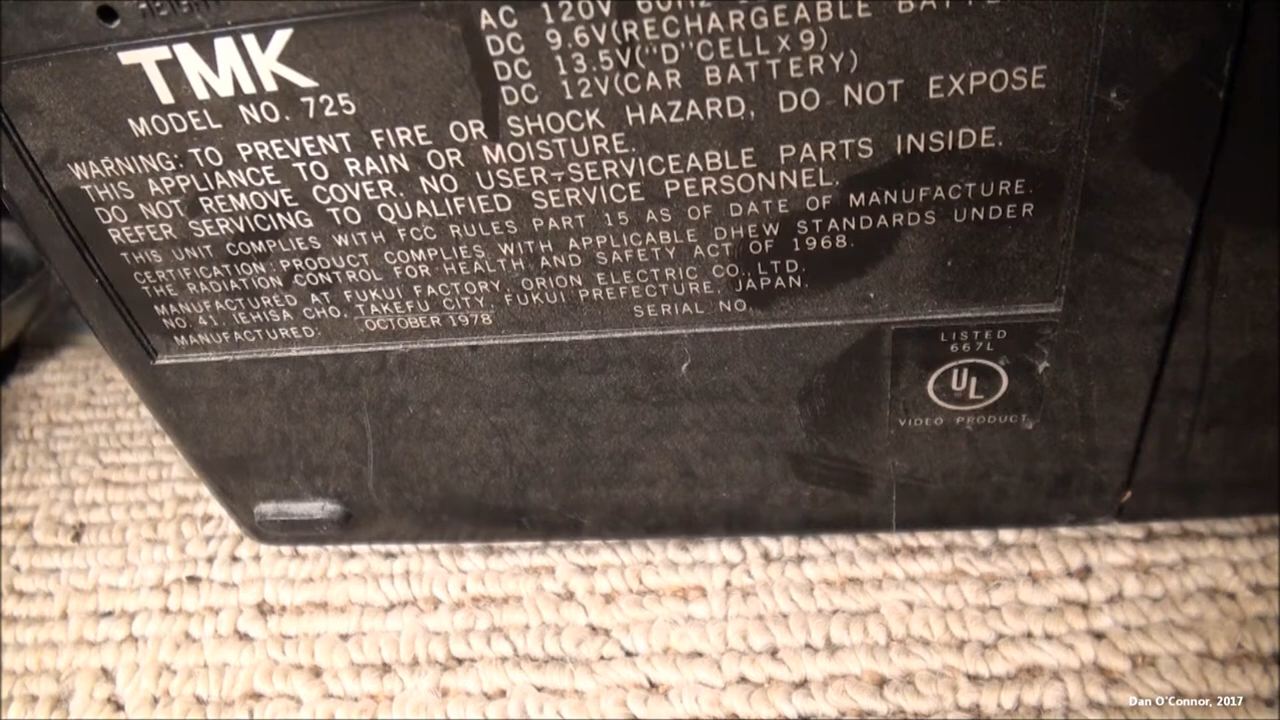 HEIGHT
TMK
MODEL NO. 725
AC 120V 60HZ
DC 9.6V(RECHARGEABLE
DC 13.5V("D"CELL X 9)
DC 12V(CAR BATTERY)
WARNING: TO PREVENT FIRE OR SHOCK HAZARD, DO NOT EXPOSE
THIS APPLIANCE TO RAIN OR MOISTURE.
DO NOT REMOVE COVER. NO USER-SERVICEABLE PARTS INSIDE.
REFER SERVICING TO QUALIFIED SERVICE PERSONNEL.
THIS UNIT COMPLIES WITH FCC RULES PART 15 AS OF DATE OF MANUFACTURE.
CERTIFICATION: PRODUCT COMPLIES WITH APPLICABLE DHEW STANDARDS UNDER
THE RADIATION CONTROL FOR HEALTH AND SAFETY ACT OF 1968.
MANUFACTURED AT FUKUI FACTORY, ORION ELECTRIC CO., LTD.
NO. 41, IEHISA CHO, TAKEFU CITY, FUKUI PREFECTURE, JAPAN.
MANUFACTURED: OCTOBER 1978 SERIAL NO.
LISTED
667L
UL
VIDEO PRODUCT
Dan O'Connor, 2017